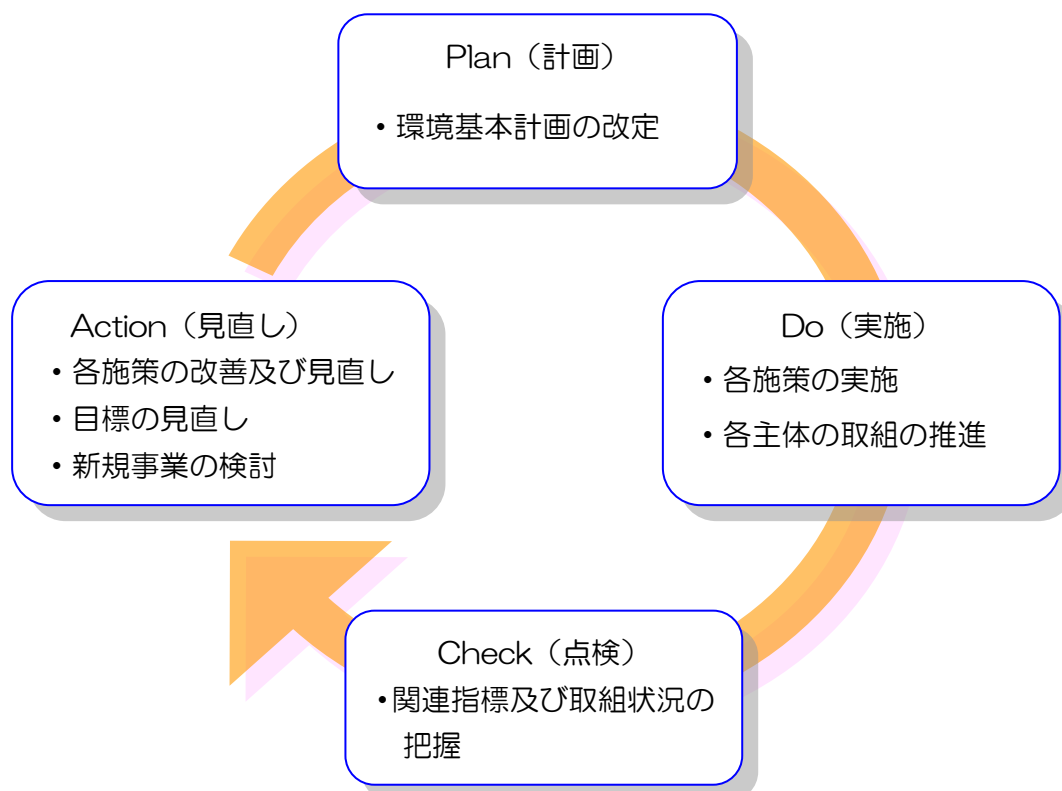 Plan（計画）
・環境基本計画の改定
Action（見直し）
・各施策の改善及び見直し
・目標の見直し
・新規事業の検討
Do（実施）
・各施策の実施
・各主体の取組の推進
Check（点検）
・関連指標及び取組状況の
把握